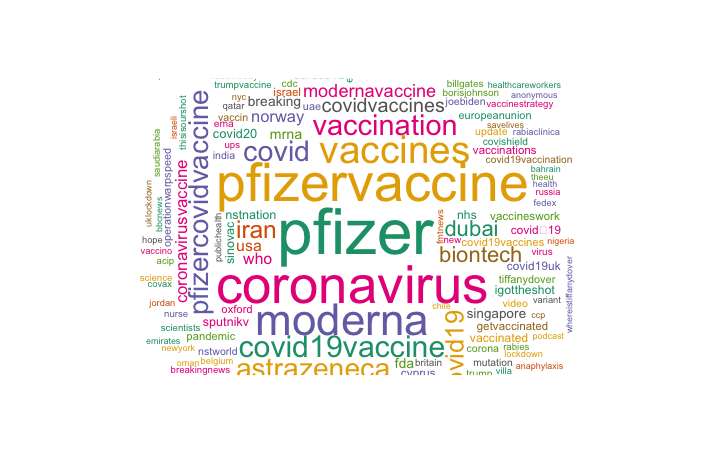 trumpvaccine
cdc
israel
modernavaccine
billgates
healthcareworkers
nyc
qatar
breaking
uae
covidvaccines
borisjohnson
joebiden
anonymous
vaccinestrategy
vaccin
norway
ema
covid20
mrna
vaccination
europeanunion
savelives
update
rabiaclínica
ups
india
covid
vaccines
covishield
vaccinations
covid19vaccination
israeli
thisisourshot
saudiarabia
operationwarpspeed
pfizercovidvaccine
coronavirusvaccine
pfizervaccine
bahrain
theeu
health
russia
fedex
uklockdown
bbcnews
publichealth
nstnation
iran
sinovac
usa
who
pfizer
fmtnews
nhs
dubai
vaccineswork
covid19
new
covid19vaccines
nigeria
hope
vaccino
acip
biontech
virus
covid19uk
whereistiffanydover
science
covax
coronavirus
tiffanydover
igottheshot
jordan
nurse
oxford
sputnikv
moderna
chile
covid19
video
variant
singapore
ccp
getvaccinated
scientists
emirates
pandemic
newyork
nstworld
covid19vaccine
vaccinated
podcast
corona
rabies
lockdown
oman
belgium
breakingnews
astrazeneca
fda
britain
cyprus
mutation
anaphylaxis
trump
villa